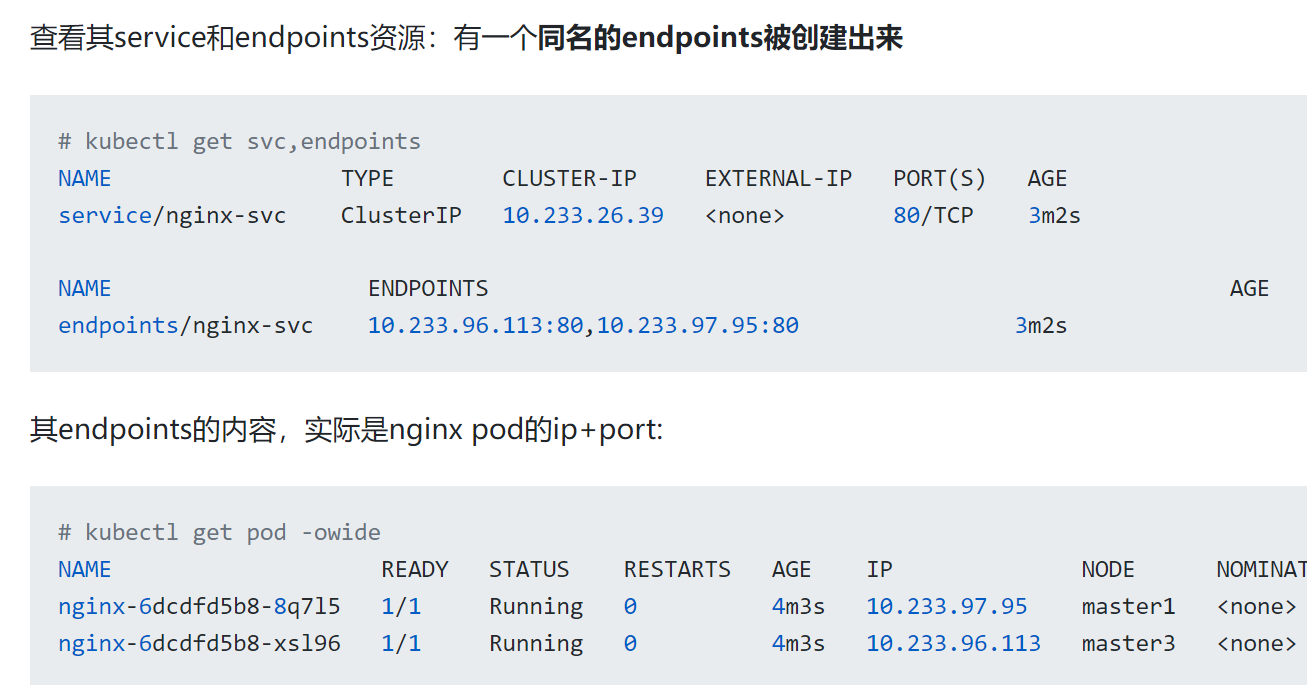 查看其service和endpoints资源：有一个同名的endpoints被创建出来
# kubectl get svc,endpoints
NAME TYPE CLUSTER-IP EXTERNAL-IP PORT(S) AGE
service/nginx-svc ClusterIP 10.233.26.39 <none> 80/TCP 3m2s
NAME ENDPOINTS AGE
endpoints/nginx-svc 10.233.96.113:80,10.233.97.95:80 3m2s
其endpoints的内容，实际是nginx pod的ip+port:
# kubectl get pod -owide
NAME READY STATUS RESTARTS AGE IP NODE NOMINAT
nginx-6dcdfd5b8-8q7l5 1/1 Running 0 4m3s 10.233.97.95 master1 <none>
nginx-6dcdfd5b8-xsl96 1/1 Running 0 4m3s 10.233.96.113 master3 <none>